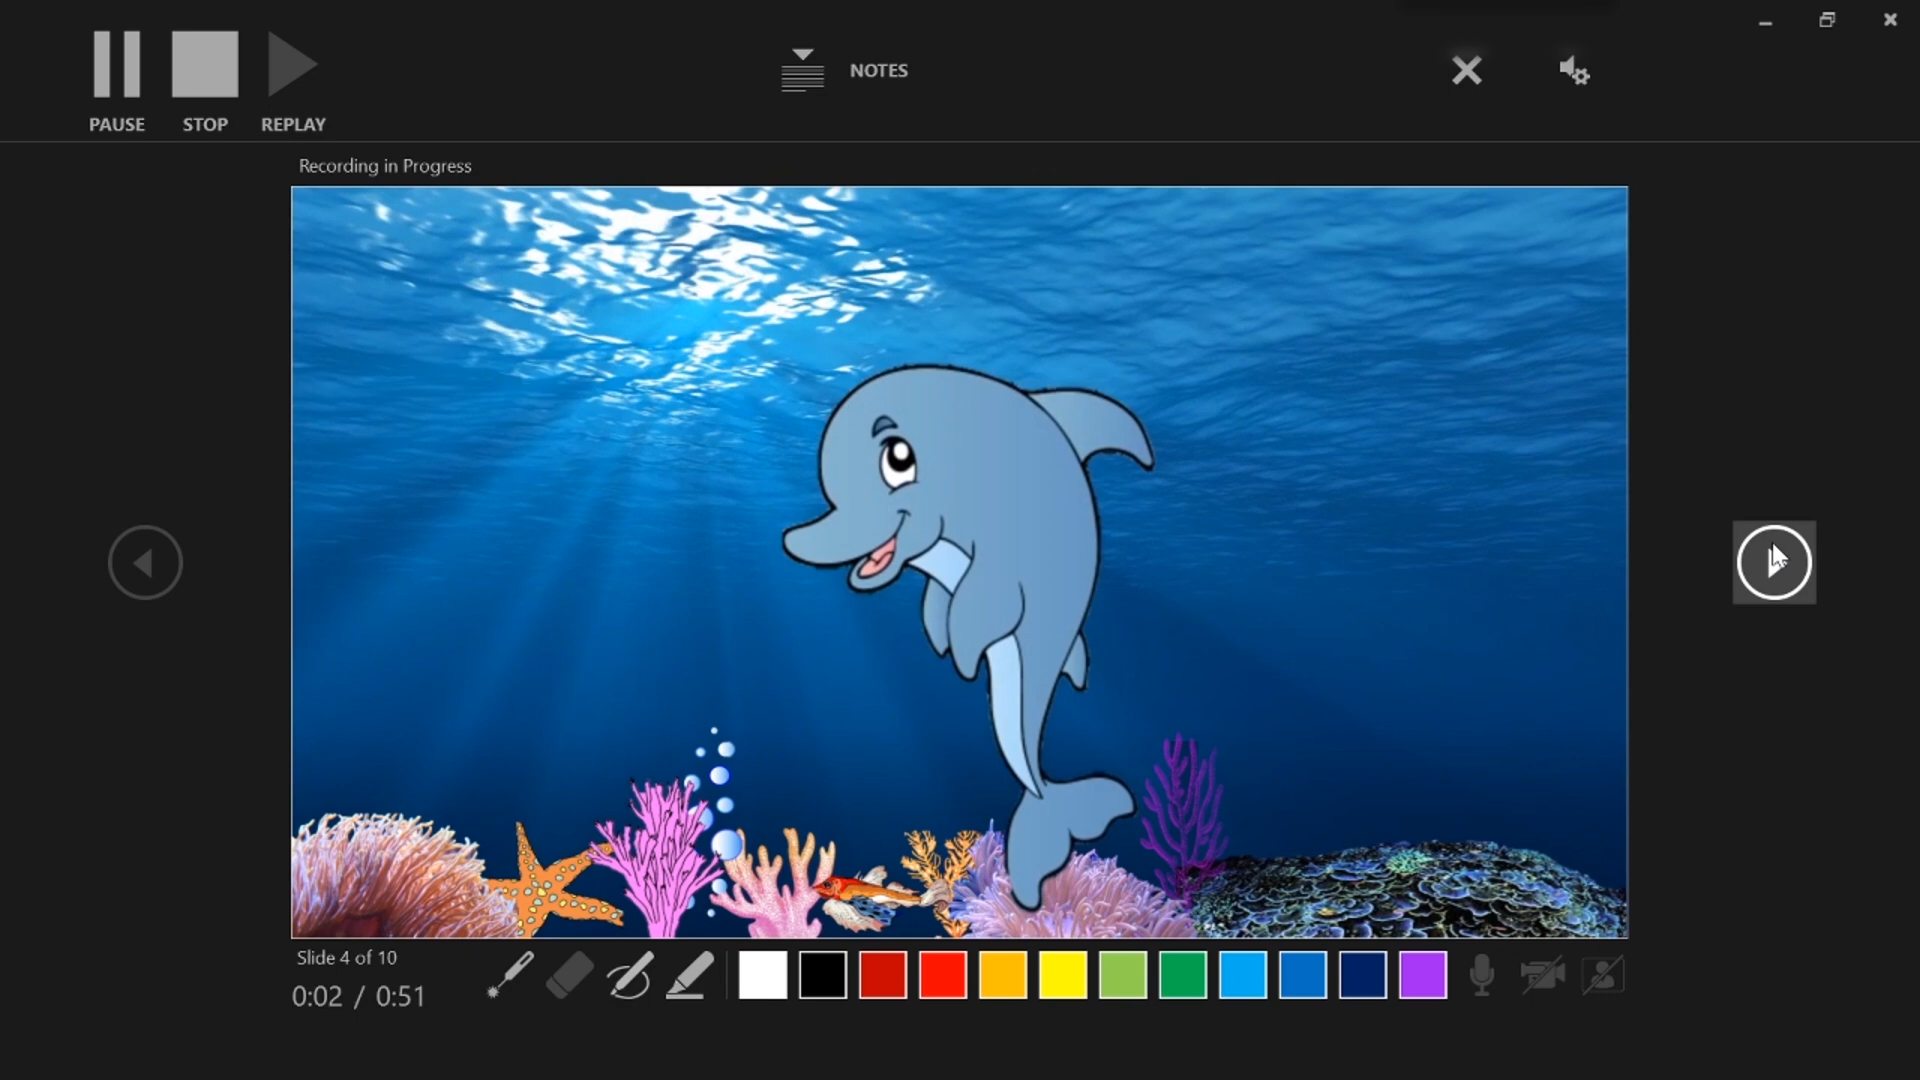 PAUSE
STOP
REPLAY
NOTES
Recording in Progress
Slide 4 of 10
0:02 / 0:51